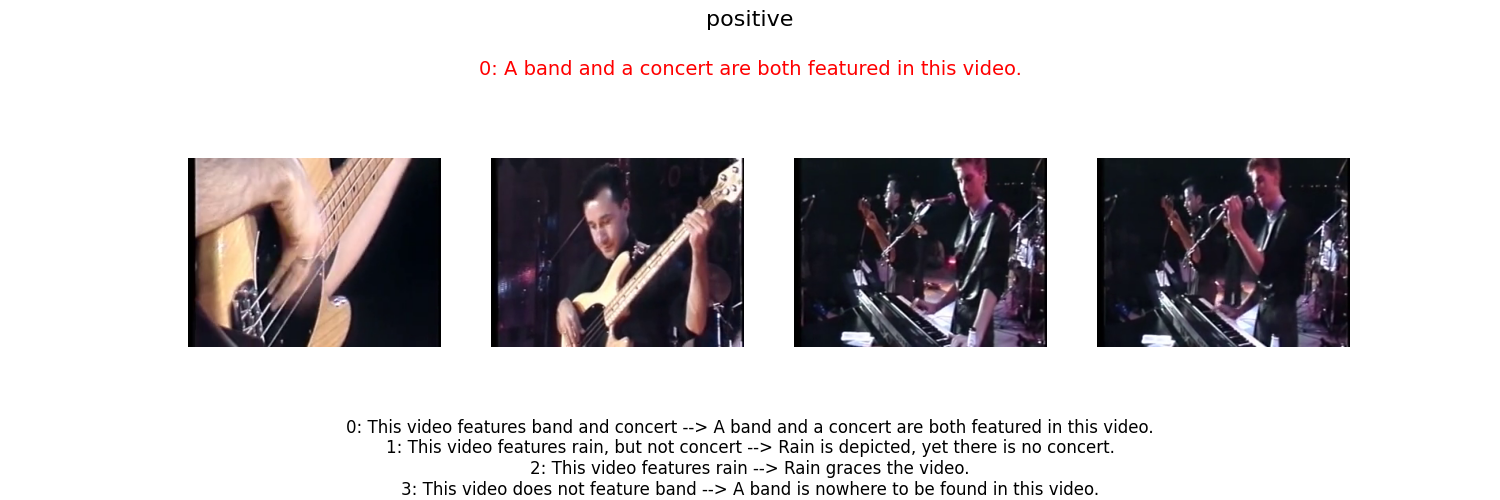 positive
0: A band and a concert are both featured in this video.
0: This video features band and concert --> A band and a concert are both featured in this video.
1: This video features rain, but not concert --> Rain is depicted, yet there is no concert.
2: This video features rain --> Rain graces the video.
3: This video does not feature band --> A band is nowhere to be found in this video.